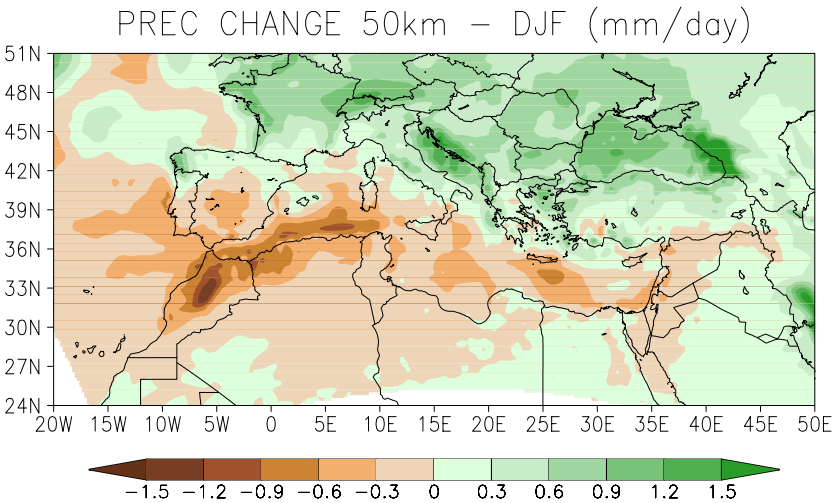 PREC CHANGE 50km - DJF (mm/day)
51N
48N
45N
42N
39N
36N
33N
30N
27N
24N
20W 15W 10W 5W 0 5E 10E 15E 20E 25E 30E 35E 40E 45E 50E
-1.5 -1.2 -0.9 -0.6 -0.3 0 0.3 0.6 0.9 1.2 1.5